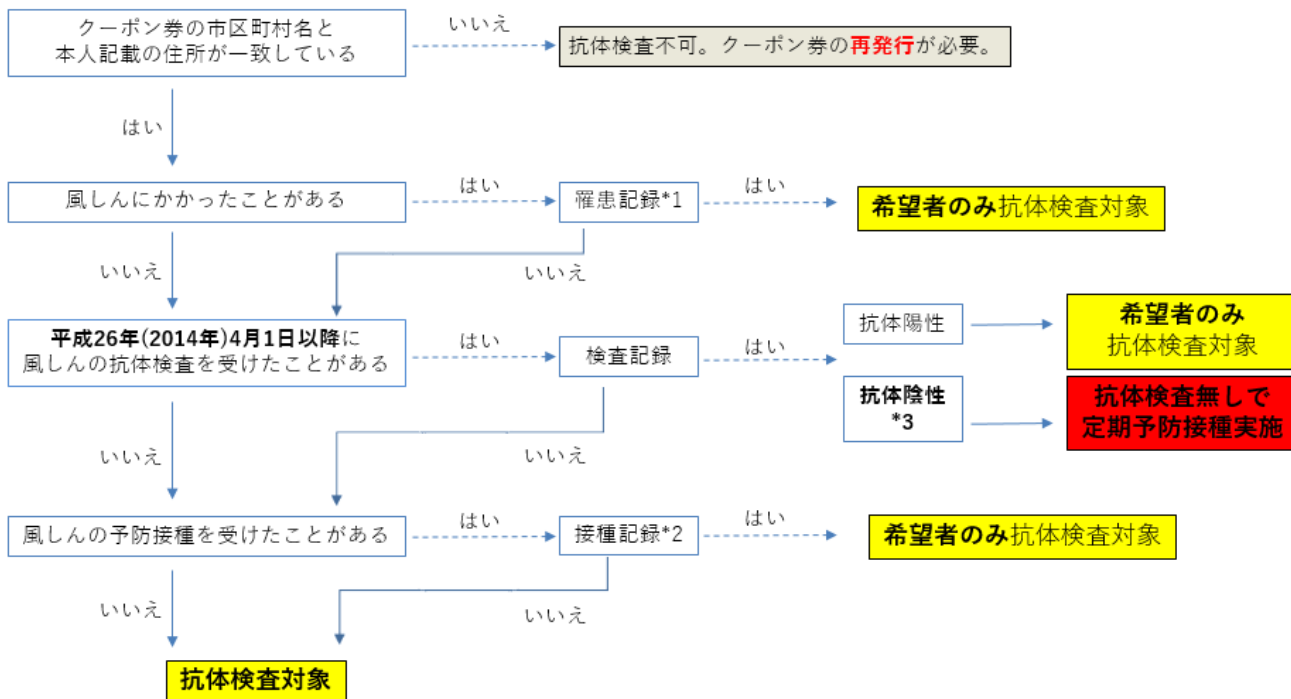 クーポン券の市区町村名と
本人記載の住所が一致している
いいえ
抗体検査不可。クーポン券の再発行が必要。
はい
風しんにかかったことがある
はい
罹患記録*1
はい
希望者のみ抗体検査対象
いいえ
いいえ
平成26年(2014年)4月1日以降に
風しんの抗体検査を受けたことがある
はい
検査記録
はい
抗体陽性
希望者のみ
抗体検査対象
抗体陰性
*3
抗体検査無しで
定期予防接種実施
いいえ
いいえ
風しんの予防接種を受けたことがある
はい
接種記録*2
はい
希望者のみ抗体検査対象
いいえ
いいえ
抗体検査対象